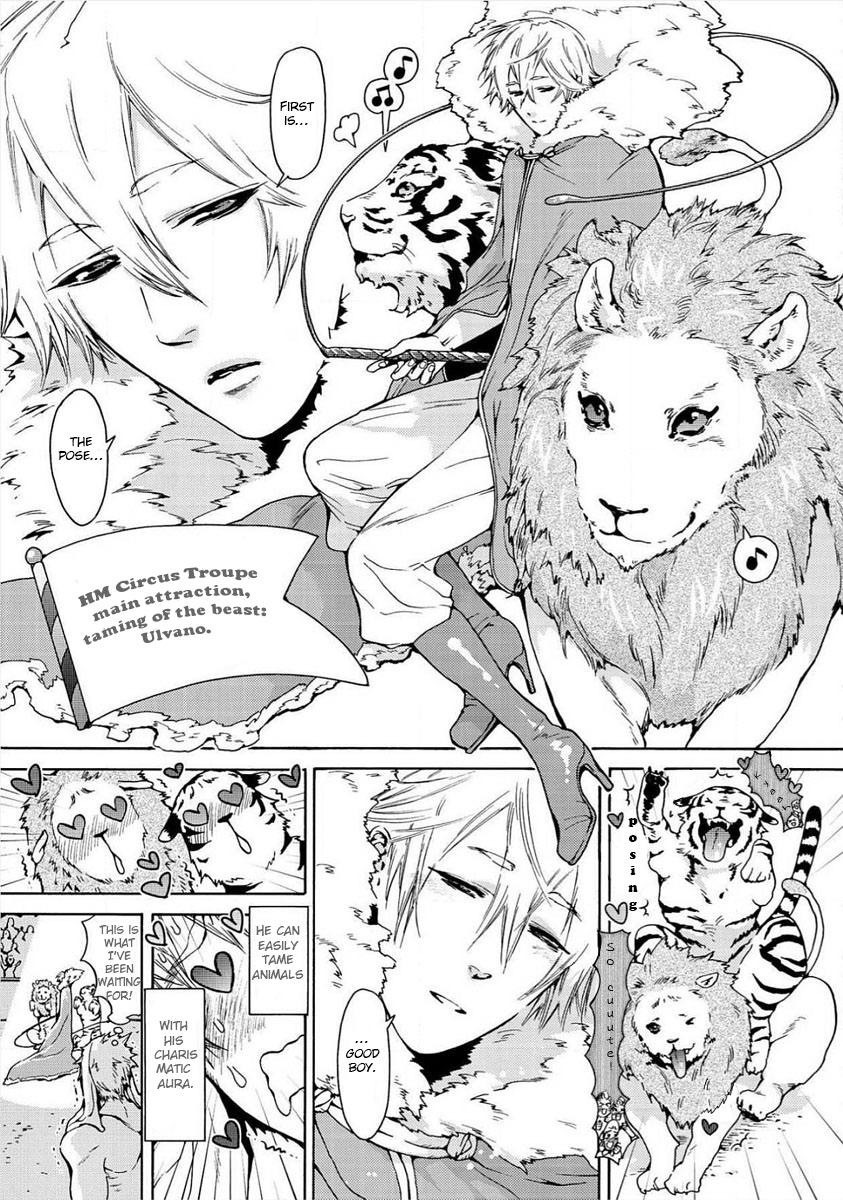 FIRST
IS...
THE
POSE...
HM Circus Troupe
main attraction,
taming of the beast:
Ulvano.
posing
So cuuute!
...
GOOD
BOY.
HE CAN
EASILY
TAME
ANIMALS
WITH
HIS
CHARIS
MATIC
AURA.
THIS IS
WHAT
I'VE
BEEN
WAITING
FOR!